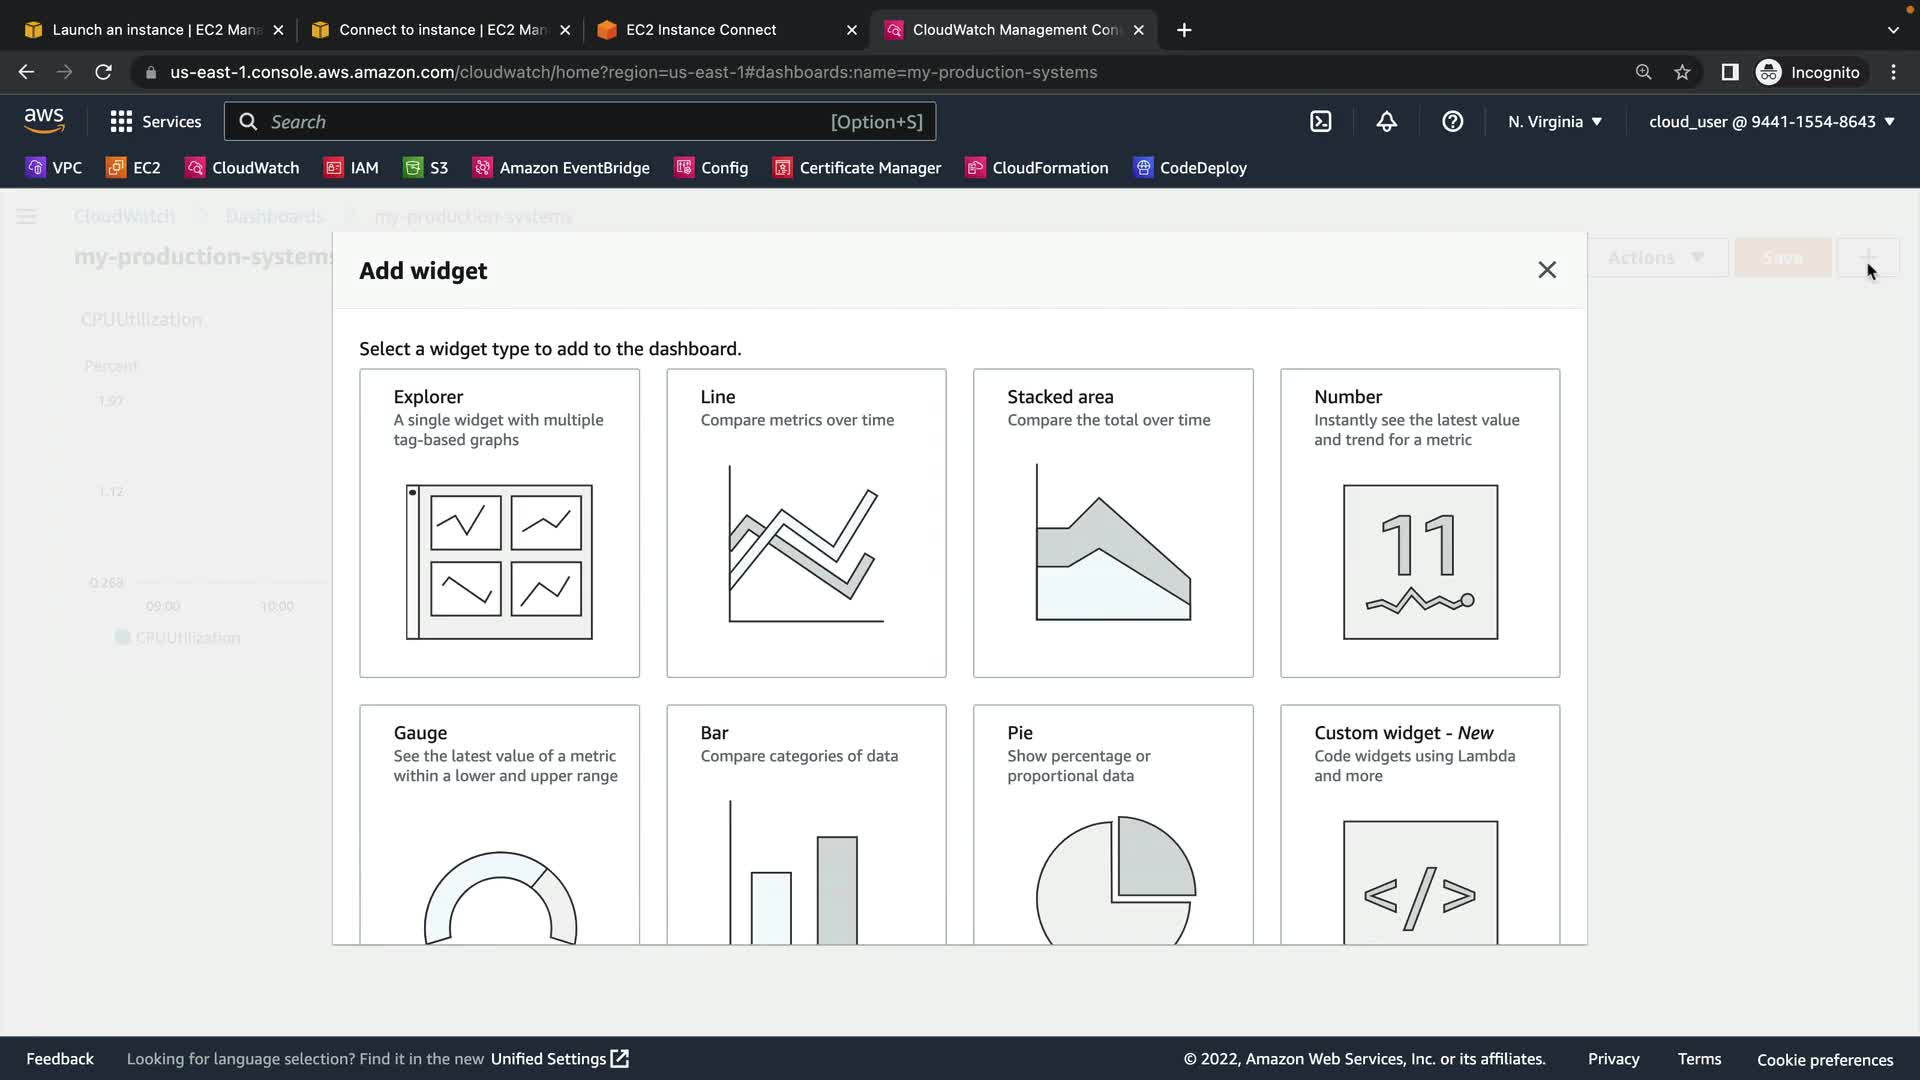 Launch an instance | EC2 Mana
Connect to instance | EC2 Man
EC2 Instance Connect
CloudWatch Management Con
us-east-1.console.aws.amazon.com/cloudwatch/home?region=us-east-1#dashboards:name=my-production-systems
Incognito
aws
Services
Search
[Option+S]
N. Virginia
cloud_user @ 9441-1554-8643
VPC
EC2
CloudWatch
IAM
S3
Amazon EventBridge
Config
Certificate Manager
CloudFormation
CodeDeploy
CloudWatch
Dashboards
my-production-systems
my-production-systems
Actions
Save
Add widget
CPUUtilization
Percent
1.97
1.12
0.268
09:00
10:00
CPUUtilization
Select a widget type to add to the dashboard.
Explorer
A single widget with multiple
tag-based graphs
Line
Compare metrics over time
Stacked area
Compare the total over time
Number
Instantly see the latest value
and trend for a metric
11
Gauge
See the latest value of a metric
within a lower and upper range
Bar
Compare categories of data
Pie
Show percentage or
proportional data
Custom widget - New
Code widgets using Lambda
and more
</>
Feedback
Looking for language selection? Find it in the new Unified Settings
© 2022, Amazon Web Services, Inc. or its affiliates.
Privacy
Terms
Cookie preferences